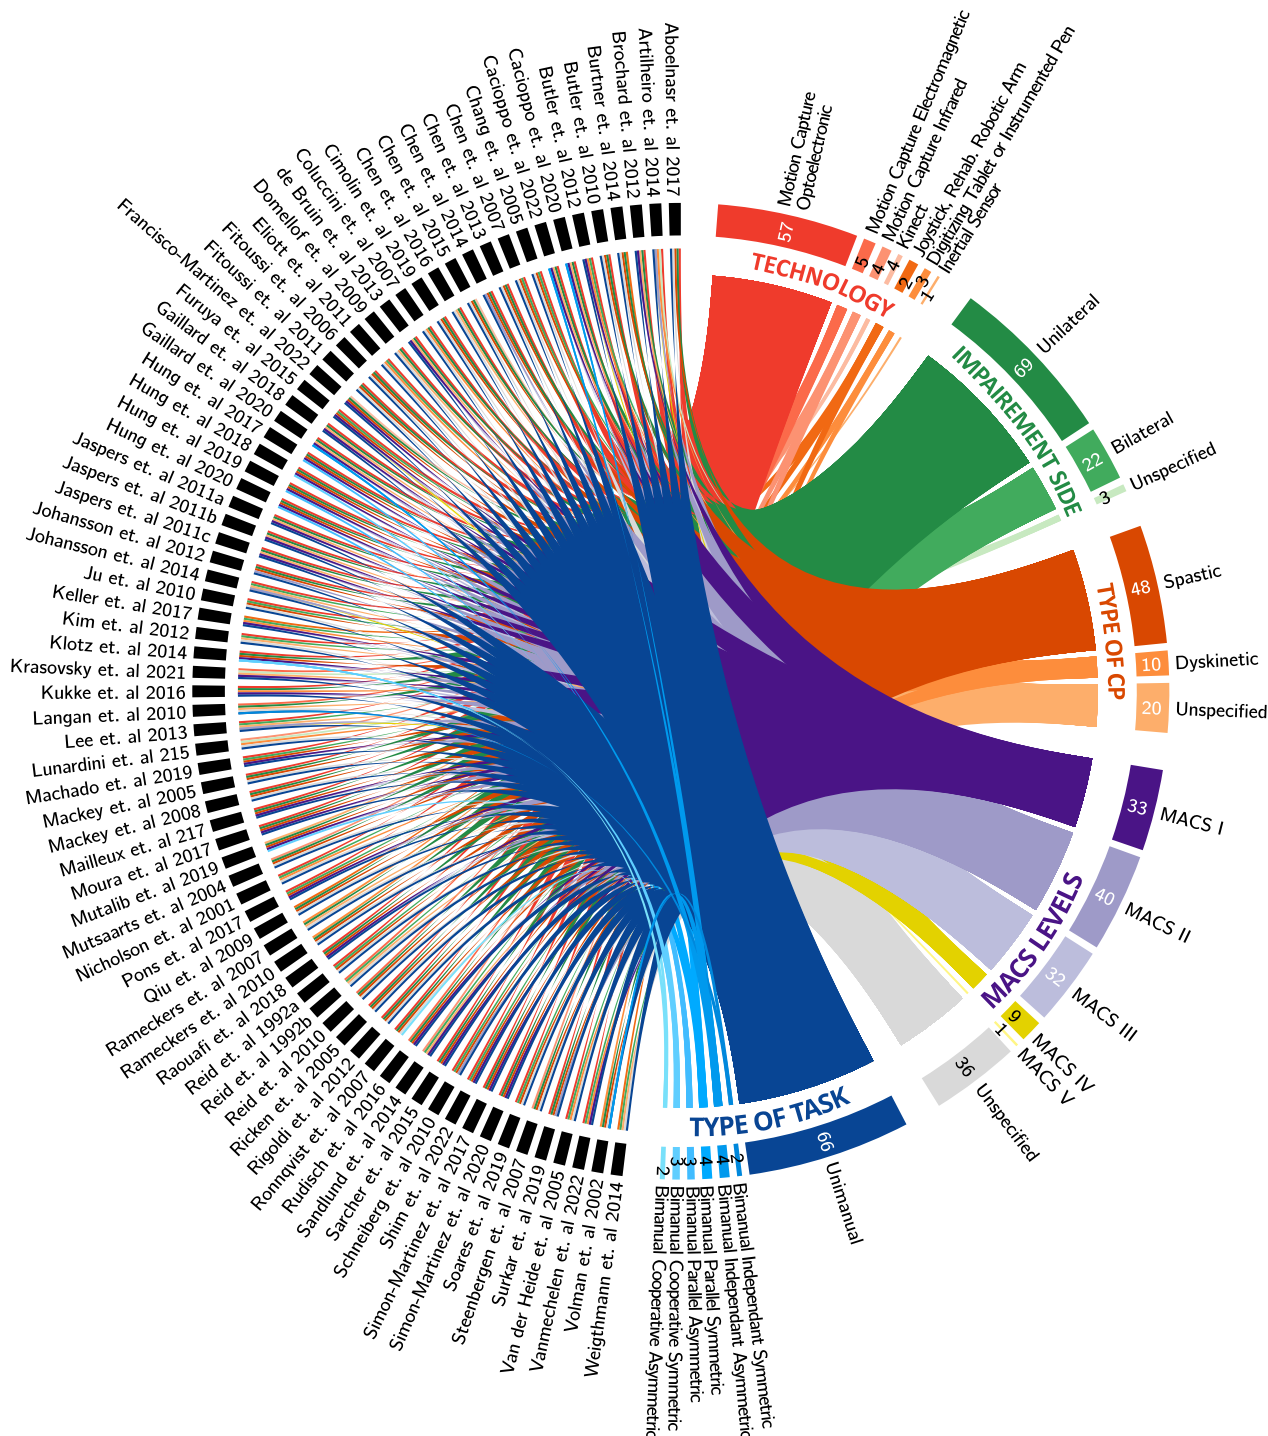 Aboelnasr et. al 2017
Artilheiro et. al 2014
Brochard et. al 2012
Burtner et. al 2014
Butler et. al 2010
Butler et. al 2012
Cacioppo et. al 2020
Cacioppo et. al 2022
Chang et. al 2005
Chen et. al 2007
Chen et. al 2013
Chen et. al 2014
Chen et. al 2015
Chen et. al 2016
Cimolin et. al 2019
Coluccini et. al 2007
de Bruin et. al 2013
Domellof et. al 2009
Eliott et. al 2011
Fitoussi et. al 2006
Fitoussi et. al 2011
Francisco-Martinez et. al 2022
Furuya et. al 2015
Gaillard et. al 2018
Gaillard et. al 2020
Hung et. al 2017
Hung et. al 2018
Hung et. al 2019
Hung et. al 2020
Jaspers et. al 2011a
Jaspers et. al 2011b
Jaspers et. al 2011c
Johansson et. al 2012
Johansson et. al 2014
Ju et. al 2010
Keller et. al 2017
Kim et. al 2012
Klotz et. al 2014
Krasovsky et. al 2021
Kukke et. al 2016
Langan et. al 2010
Lee et. al 2013
Lunardini et. al 215
Machado et. al 2019
Mackey et. al 2005
Mackey et. al 2008
Mailleux et. al 217
Moura et. al 2017
Mutalib et. al 2019
Mutsaarts et. al 2004
Nicholson et. al 2001
Pons et. al 2017
Qiu et. al 2009
Rameckers et. al 2007
Rameckers et. al 2010
Raouafi et. al 2018
Reid et. al 1992a
Reid et. al 1992b
Reid et. al 2010
Ricken et. al 2005
Rigoldi et. al 2012
Ronnqvist et. al 2007
Rudisch et. al 2016
Sandlund et. al 2014
Sarcher et. al 2015
Schneiberg et. al 2010
Shim et. al 2022
Simon-Martinez et. al 2017
Simon-Martinez et. al 2020
Soares et. al 2019
Steenbergen et. al 2007
Surkar et. al 2019
Van der Heide et. al 2005
Vanmechelen et. al 2022
Volman et. al 2002
Weigthmann et. al 2014
TECHNOLOGY
Motion Capture
Optoelectronic
57
Motion Capture Electromagnetic
5
Motion Capture Infrared
4
Kinect
4
Joystick, Rehab. Robotic Arm
2
Digitizing Tablet or Instrumented Pen
3
Inertial Sensor
1
IMPAIREMENT SIDE
Unilateral
69
Bilateral
22
Unspecified
3
TYPE OF CP
Spastic
48
Dyskinetic
10
Unspecified
20
MACS LEVELS
MACS I
33
MACS II
40
MACS III
32
MACS IV
9
MACS V
1
Unspecified
36
TYPE OF TASK
Unimanual
66
Bimanual Independant Symmetric
2
Bimanual Independant Asymmetric
4
Bimanual Parallel Symmetric
4
Bimanual Parallel Asymmetric
3
Bimanual Cooperative Symmetric
3
Bimanual Cooperative Asymmetric
2